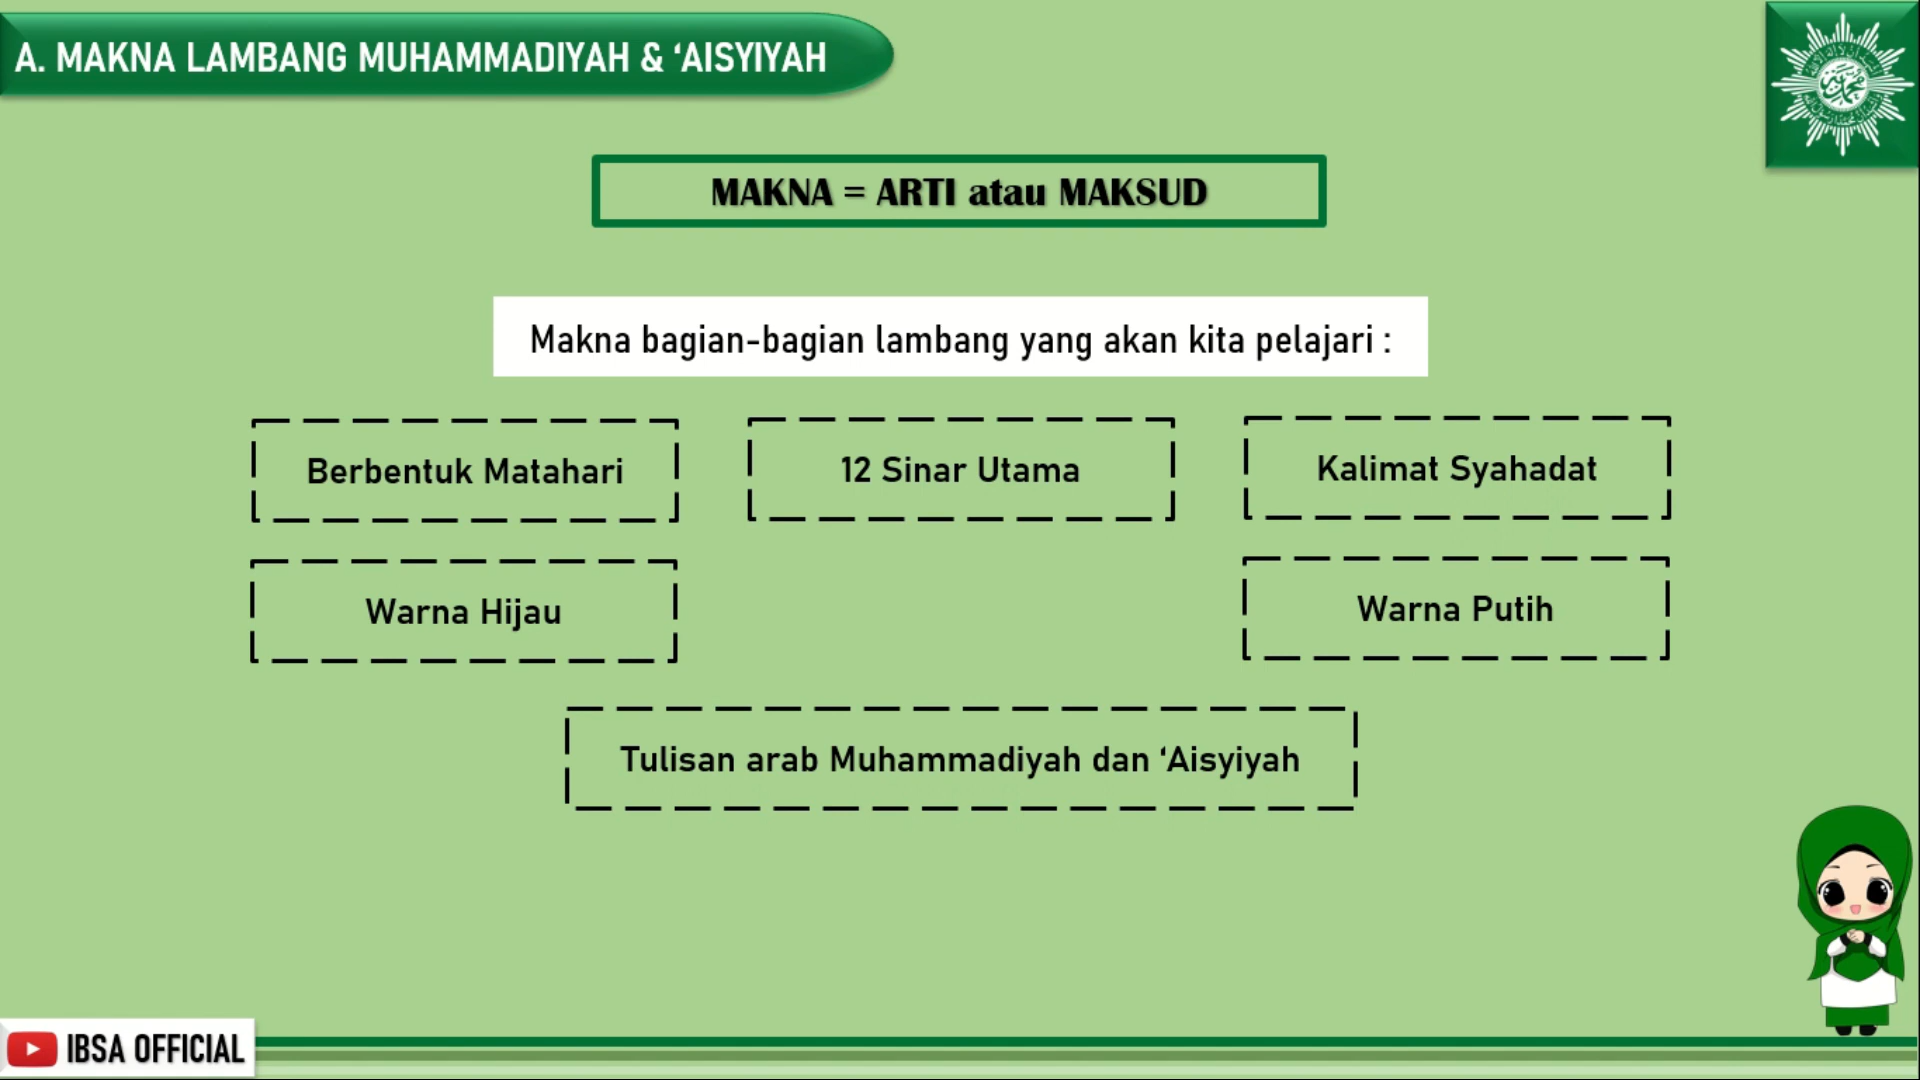 A. MAKNA LAMBANG MUHAMMADIYAH & ‘AISYIYAH
MAKNA = ARTI atau MAKSUD
Makna bagian-bagian lambang yang akan kita pelajari :
Berbentuk Matahari
12 Sinar Utama
Kalimat Syahadat
Warna Hijau
Warna Putih
Tulisan arab Muhammadiyah dan ‘Aisyiyah
IBSA OFFICIAL